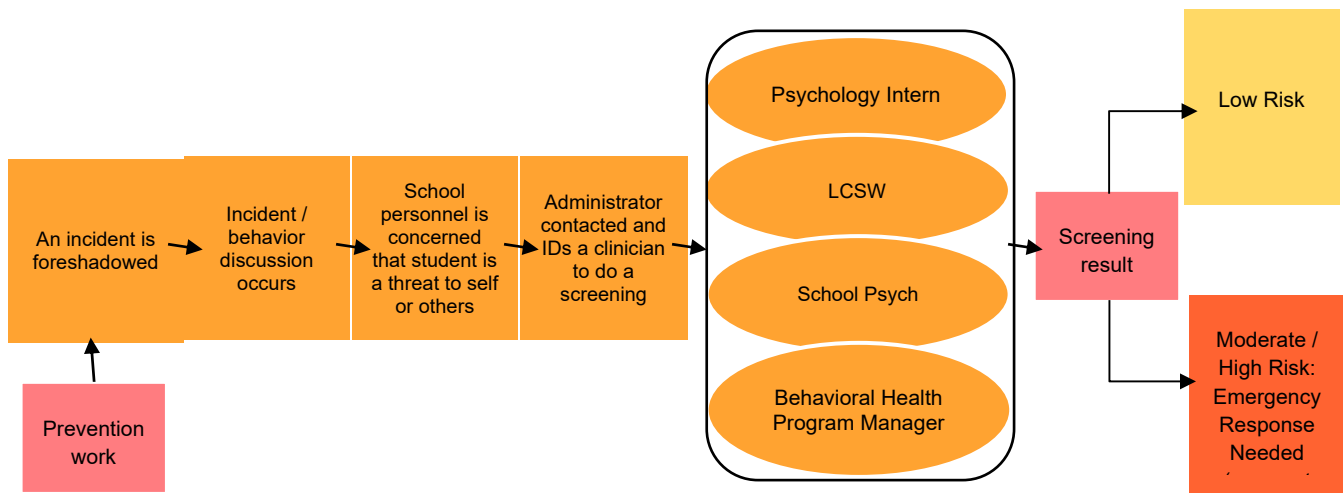 An incident is
foreshadowed
Prevention
work
Incident /
behavior
discussion
occurs
School
personnel is
concerned
that student is
a threat to self
or others
Administrator
contacted and
IDs a clinician
to do a
screening
Psychology Intern
LCSW
School Psych
Behavioral Health
Program Manager
Screening
result
Low Risk
Moderate /
High Risk:
Emergency
Response
Needed